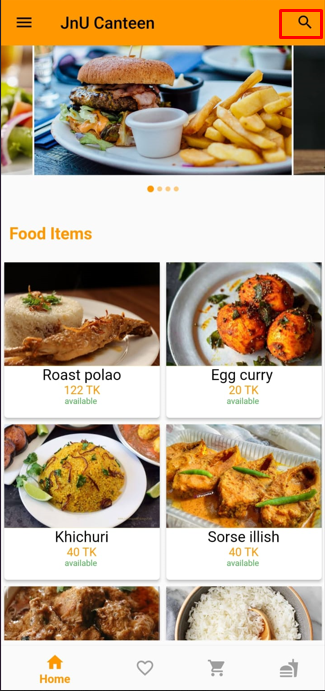 JnU Canteen
Food Items
Roast polao
122 TK
available
Egg curry
20 TK
available
Khichuri
40 TK
available
Sorse illish
40 TK
available
Home